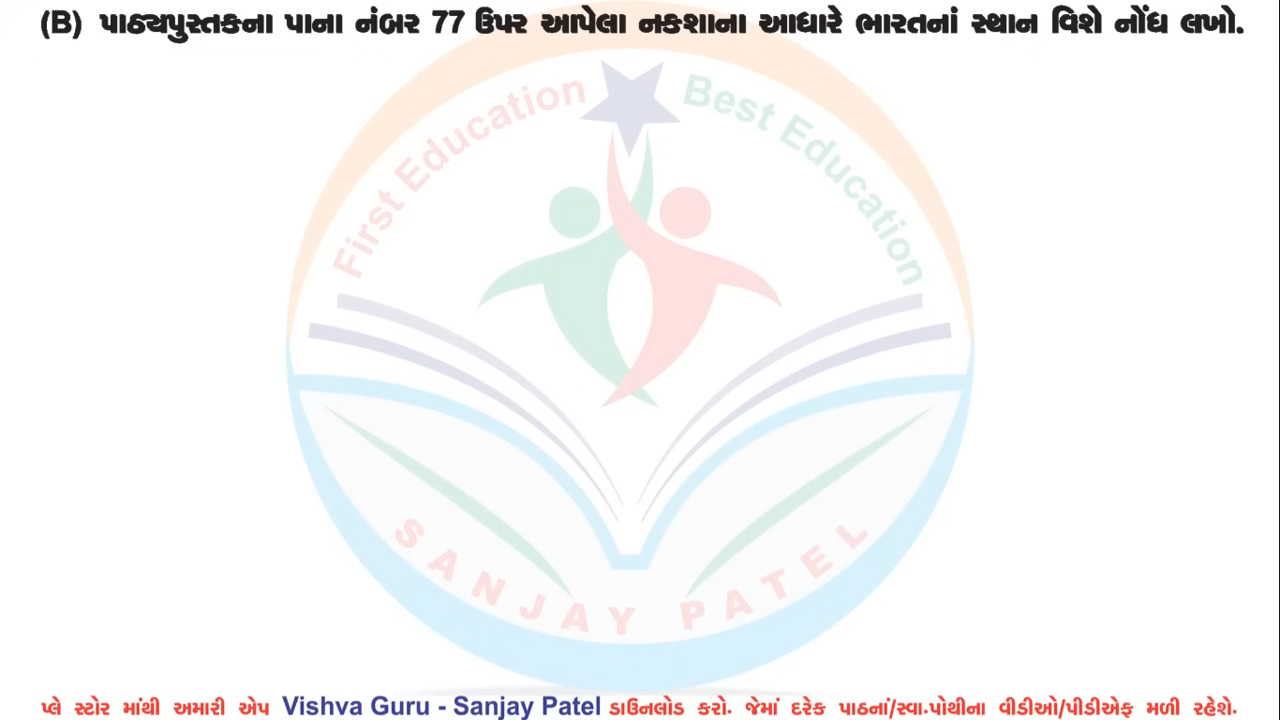 (B) પાઠ્યપુસ્તકના પાના નંબર 77 ઉપર આપેલા નકશાના આધારે ભારતનાં સ્થાન વિશે નોંધ લખો.
First Education Best Education
SANJAY PATEL
પ્લે સ્ટોર માંથી અમારી એપ Vishva Guru - Sanjay Patel ડાઉનલોડ કરો. જેમાં દરેક પાઠનાં/સ્વા.પોથીના વીડીઓ/પીડીએફ મળી રહેશે.